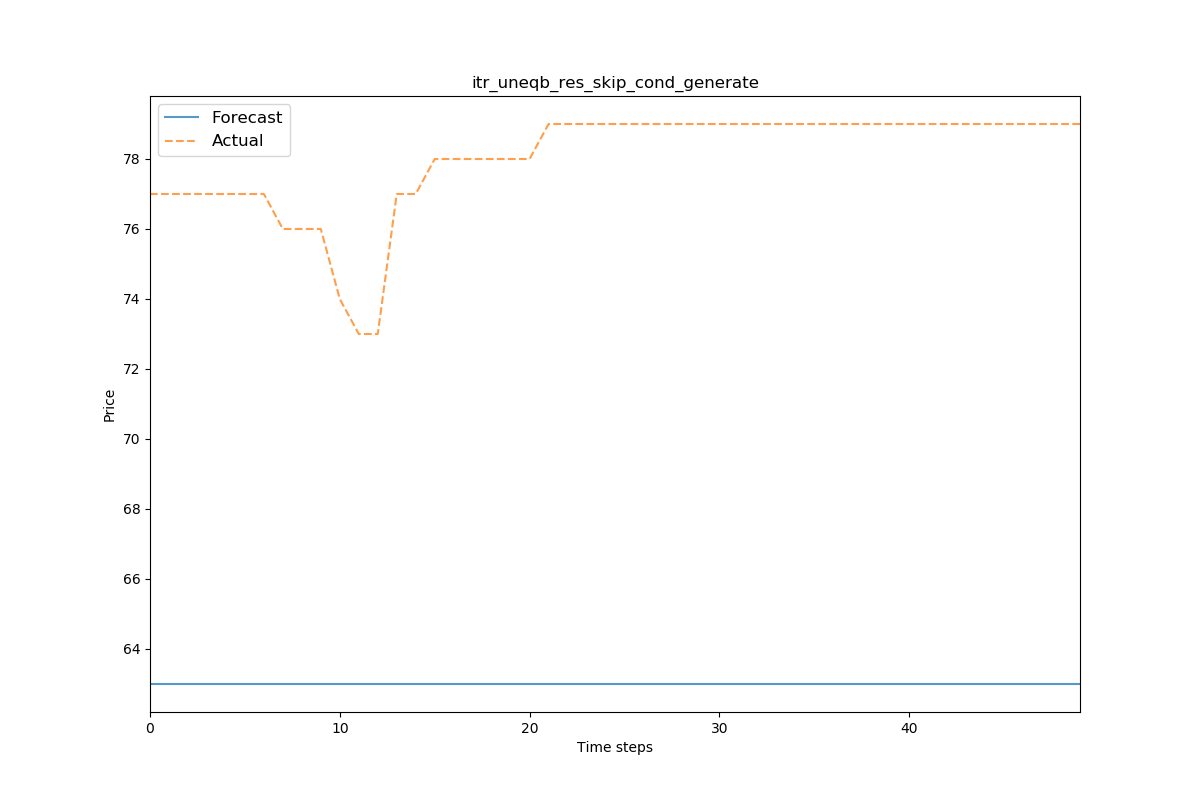 itr_uneqb_res_skip_cond_generate
Forecast
Actual
78
76
74
72
70
68
66
64
Price
0 10 20 30 40
Time steps